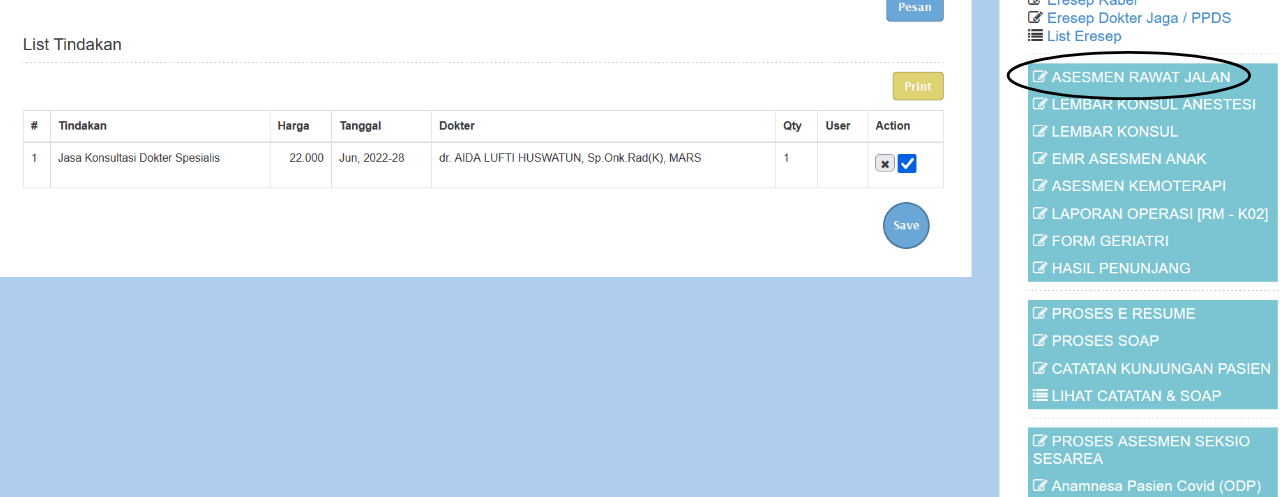 Pesan
List Tindakan
Print
# Tindakan Harga Tanggal Dokter Qty User Action
1 Jasa Konsultasi Dokter Spesialis 22.000 Jun, 2022-28 dr. AIDA LUFTI HUSWATUN, Sp.Onk.Rad(K), MARS 1
Save
Eresep Kaber
Eresep Dokter Jaga / PPDS
List Eresep
ASESMEN RAWAT JALAN
LEMBAR KONSUL ANESTESI
LEMBAR KONSUL
EMR ASESMEN ANAK
ASESMEN KEMOTERAPI
LAPORAN OPERASI [RM - K02]
FORM GERIATRI
HASIL PENUNJANG
PROSES E RESUME
PROSES SOAP
CATATAN KUNJUNGAN PASIEN
LIHAT CATATAN & SOAP
PROSES ASESMEN SEKSIO
SESAREA
Anamnesa Pasien Covid (ODP)